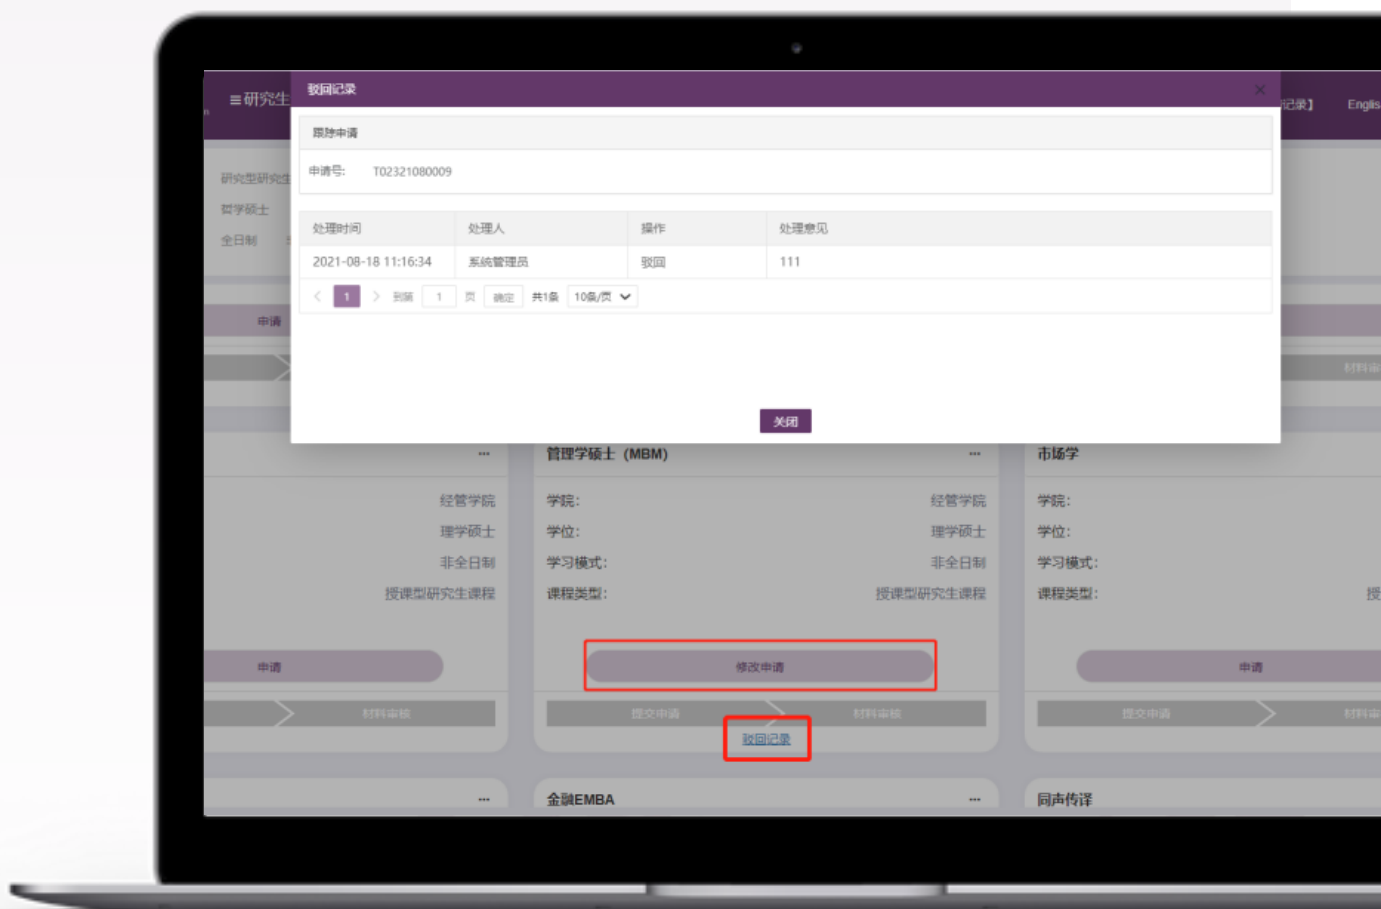 ≡研究生
驳回记录
记录】
Englis
跟踪申请
申请号:
T02321080009
研究型研究生
哲学硕士
全日制
处理时间
处理人
操作
处理意见
2021-08-18 11:16:34
系统管理员
驳回
111
1
到第
1
页
确定
共1条
10条/页
申请
材料审
关闭
...
管理学硕士（MBM）
...
市场学
经管学院
学院:
经管学院
学院:
理学硕士
学位:
理学硕士
学位:
非全日制
学习模式:
非全日制
学习模式:
授课型研究生课程
课程类型:
授课型研究生课程
课程类型:
授
申请
修改申请
申请
材料审核
提交申请
材料审核
提交申请
材料审
驳回记录
...
金融EMBA
...
同声传译